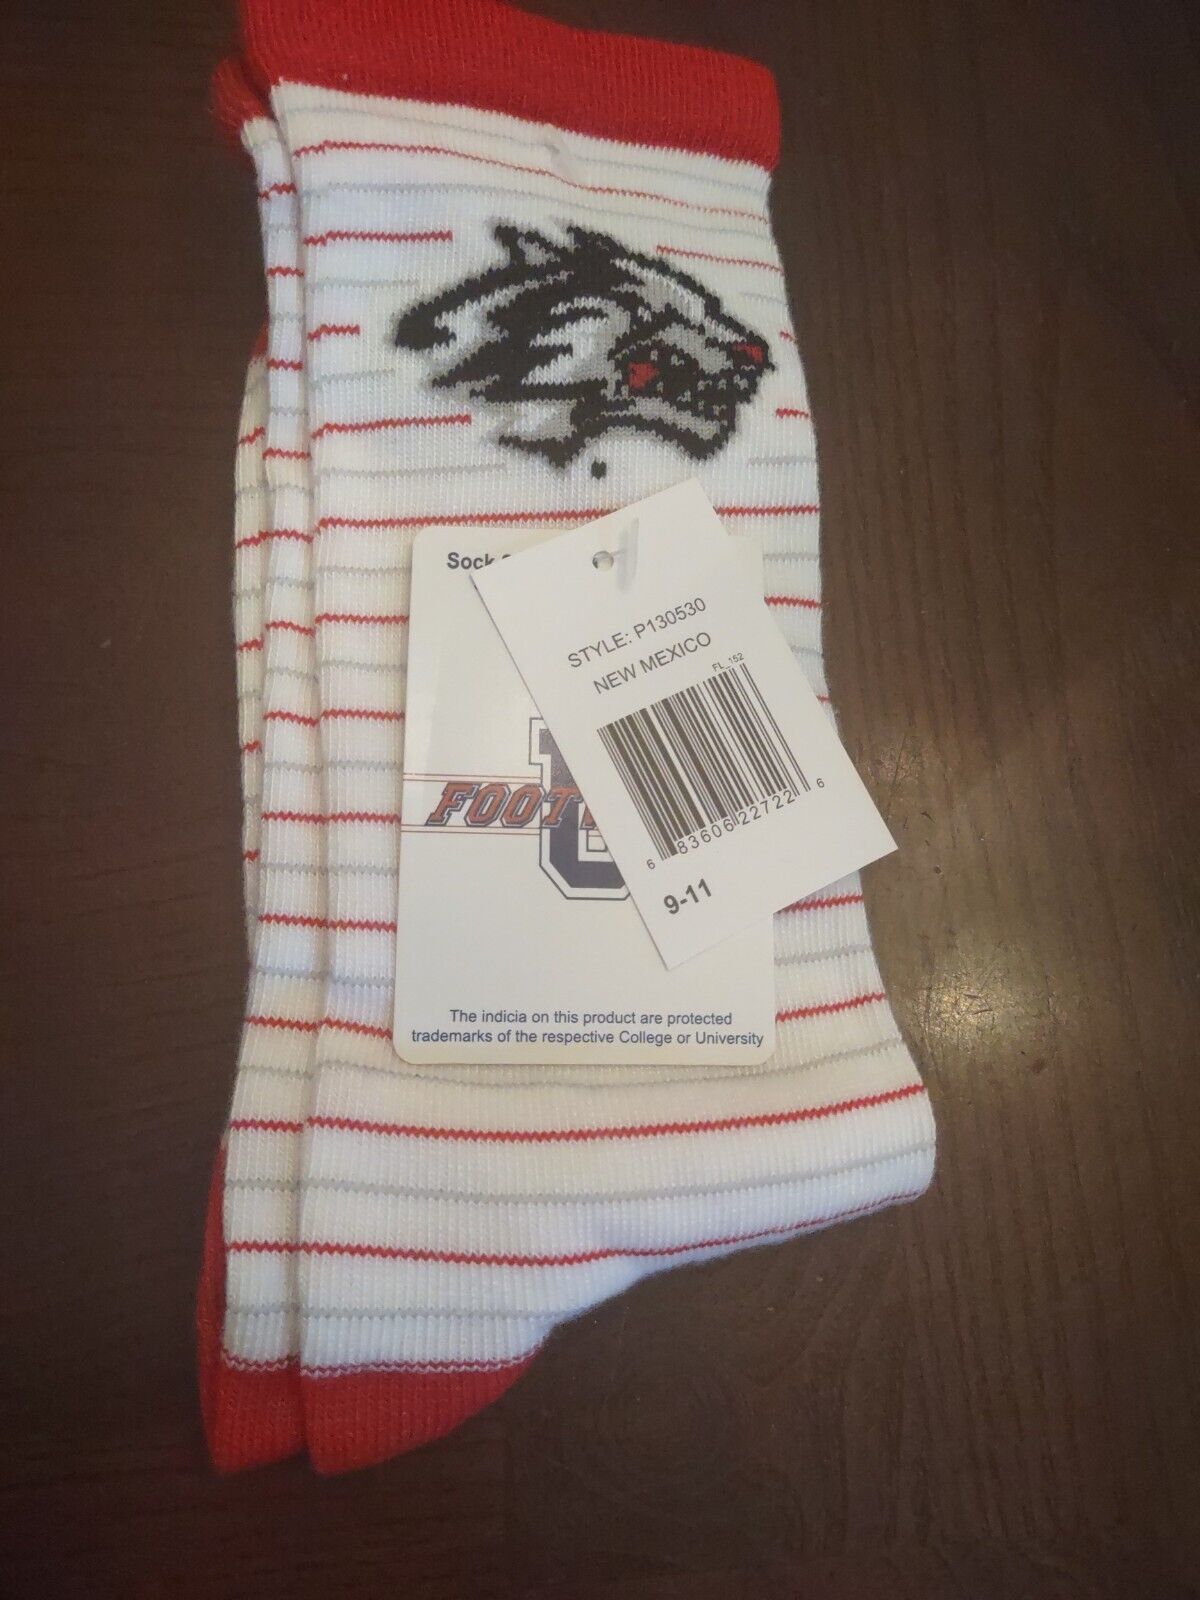 Sock
STYLE: P130530
NEW MEXICO
FL_152
6 83606 22722 6
9-11
FOOT
U
The indicia on this product are protected
trademarks of the respective College or University